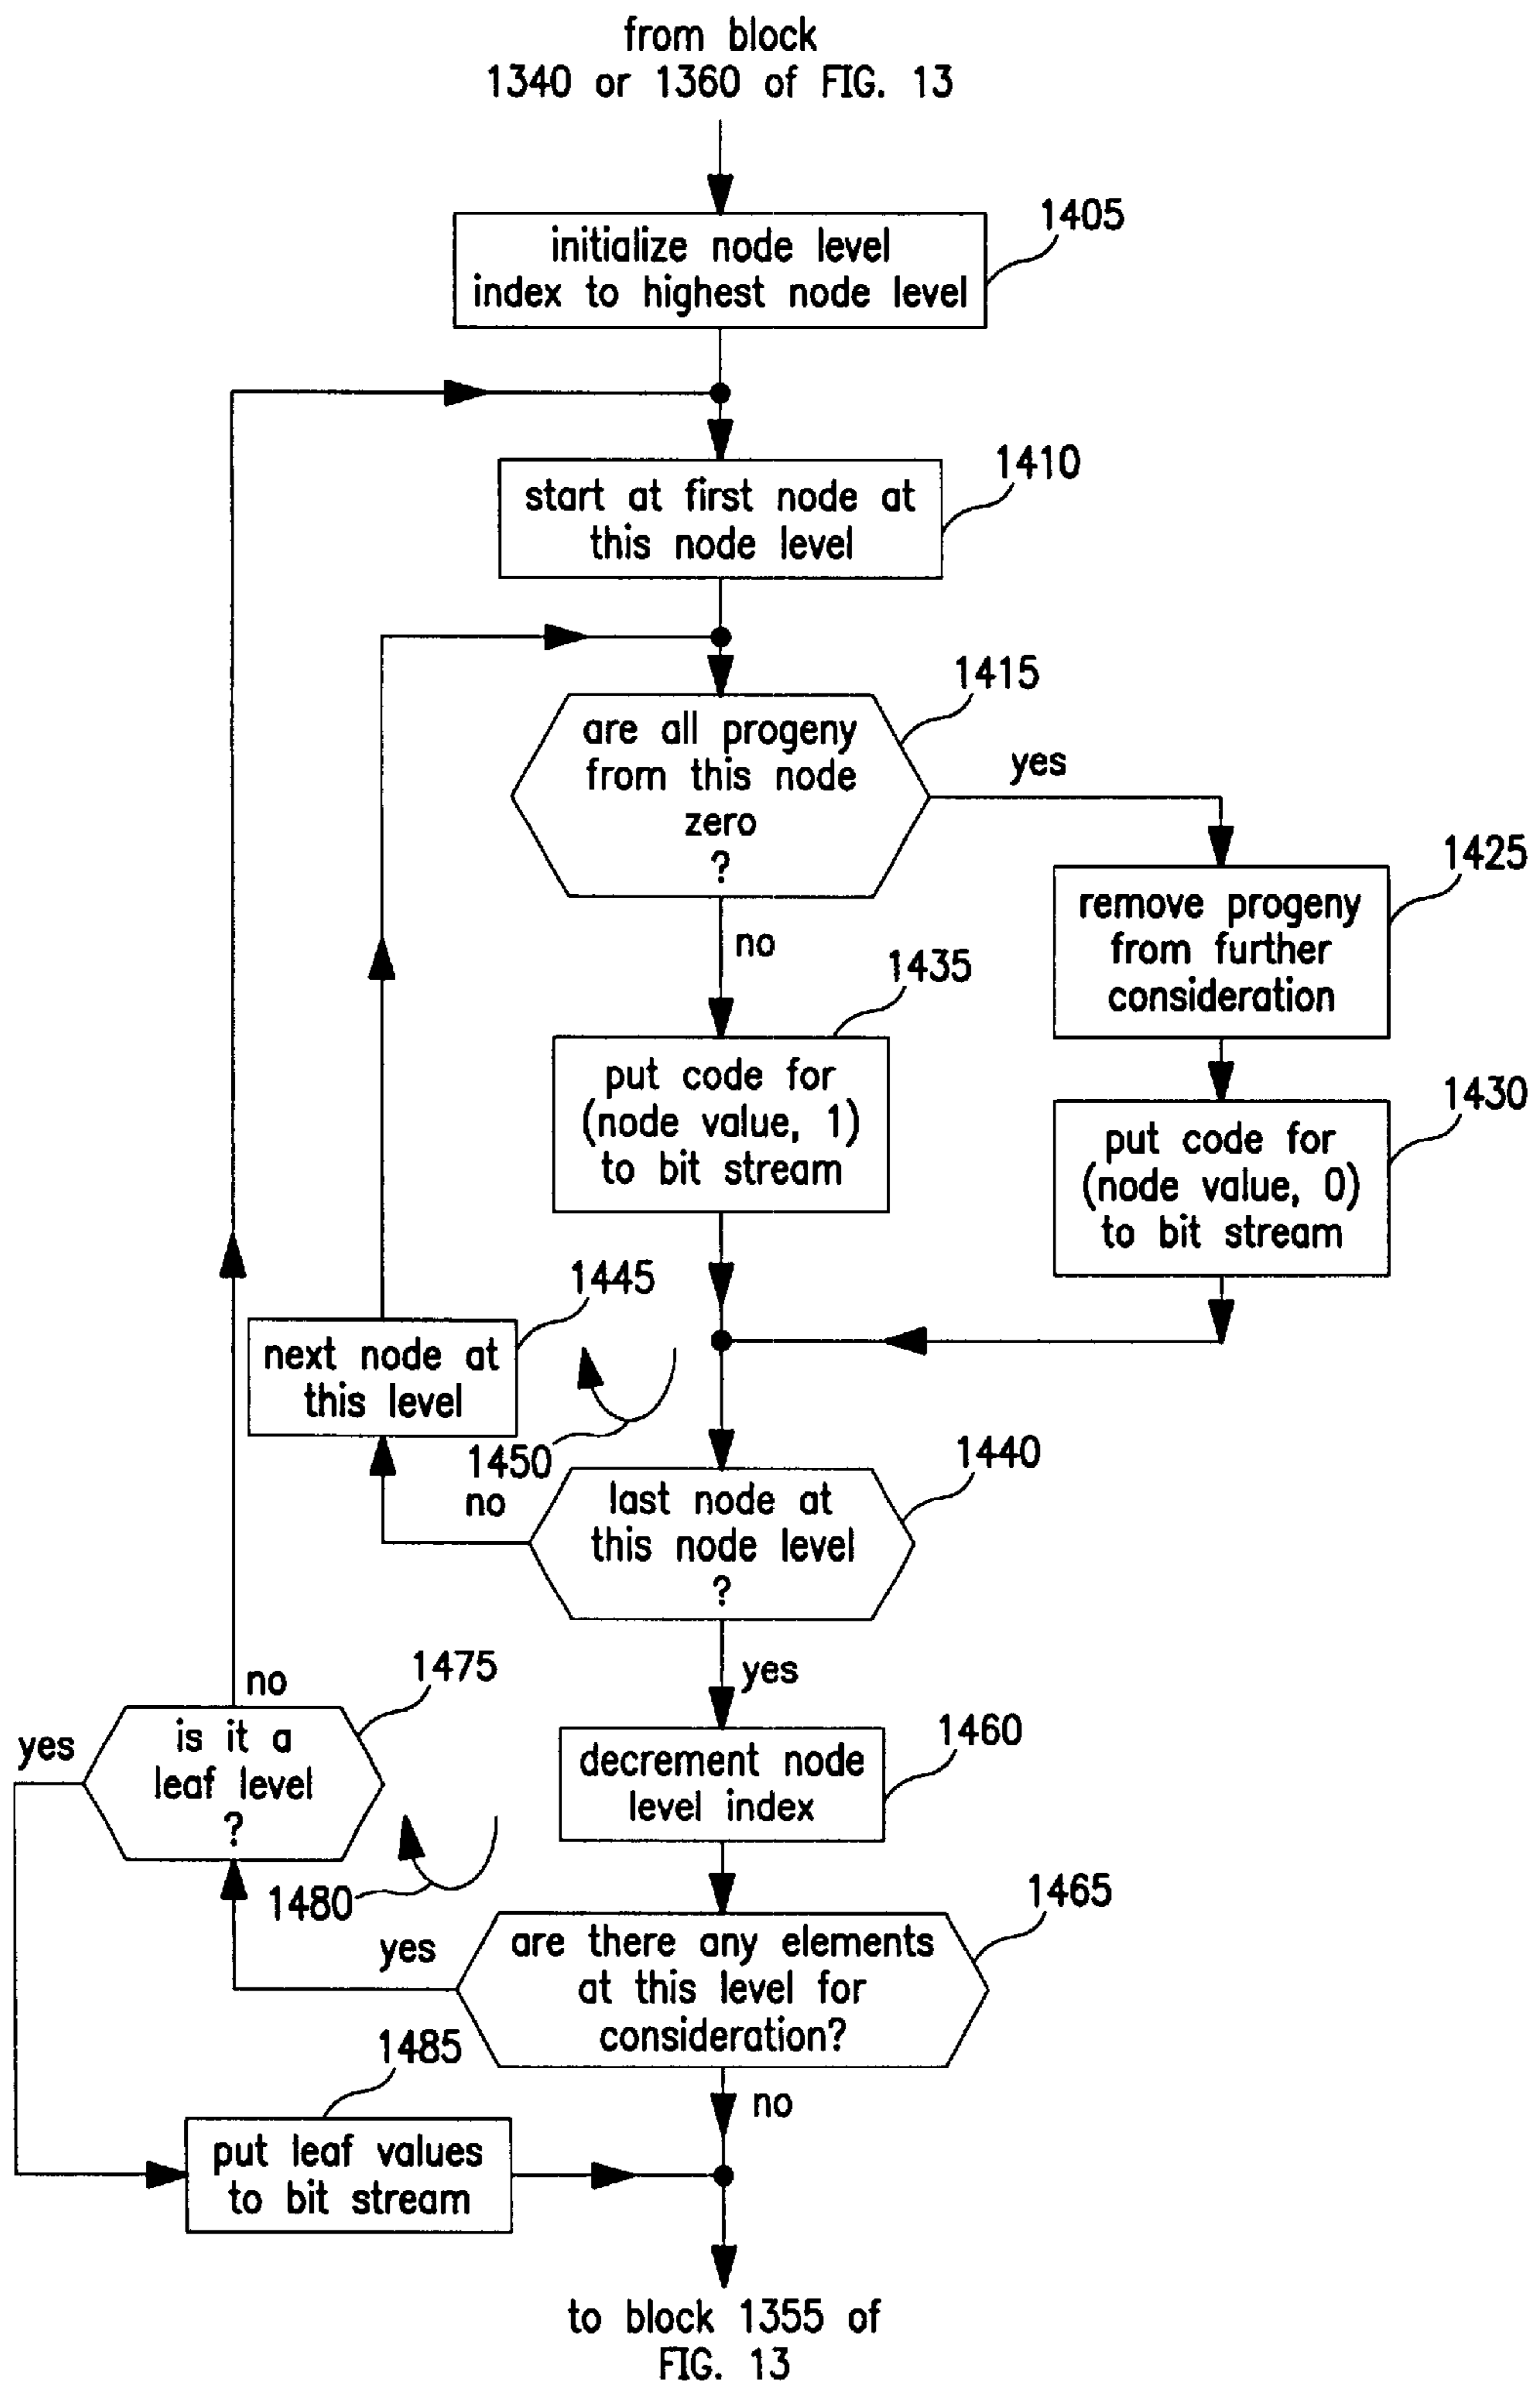 from block
1340 or 1360 of FIG. 13
1405
initialize node level
index to highest node level
1410
start at first node at
this node level
1415
are all progeny
from this node
zero
?
yes
1425
remove progeny
from further
consideration
no
1435
put code for
(node value, 1)
to bit stream
1430
put code for
(node value, 0)
to bit stream
1445
next node at
this level
1450
no
1440
last node at
this node level
?
yes
1475
no
is it a
leaf level
?
yes
1460
decrement node
level index
1480
1465
yes
are there any elements
at this level for
consideration?
1485
no
put leaf values
to bit stream
to block 1355 of
FIG. 13